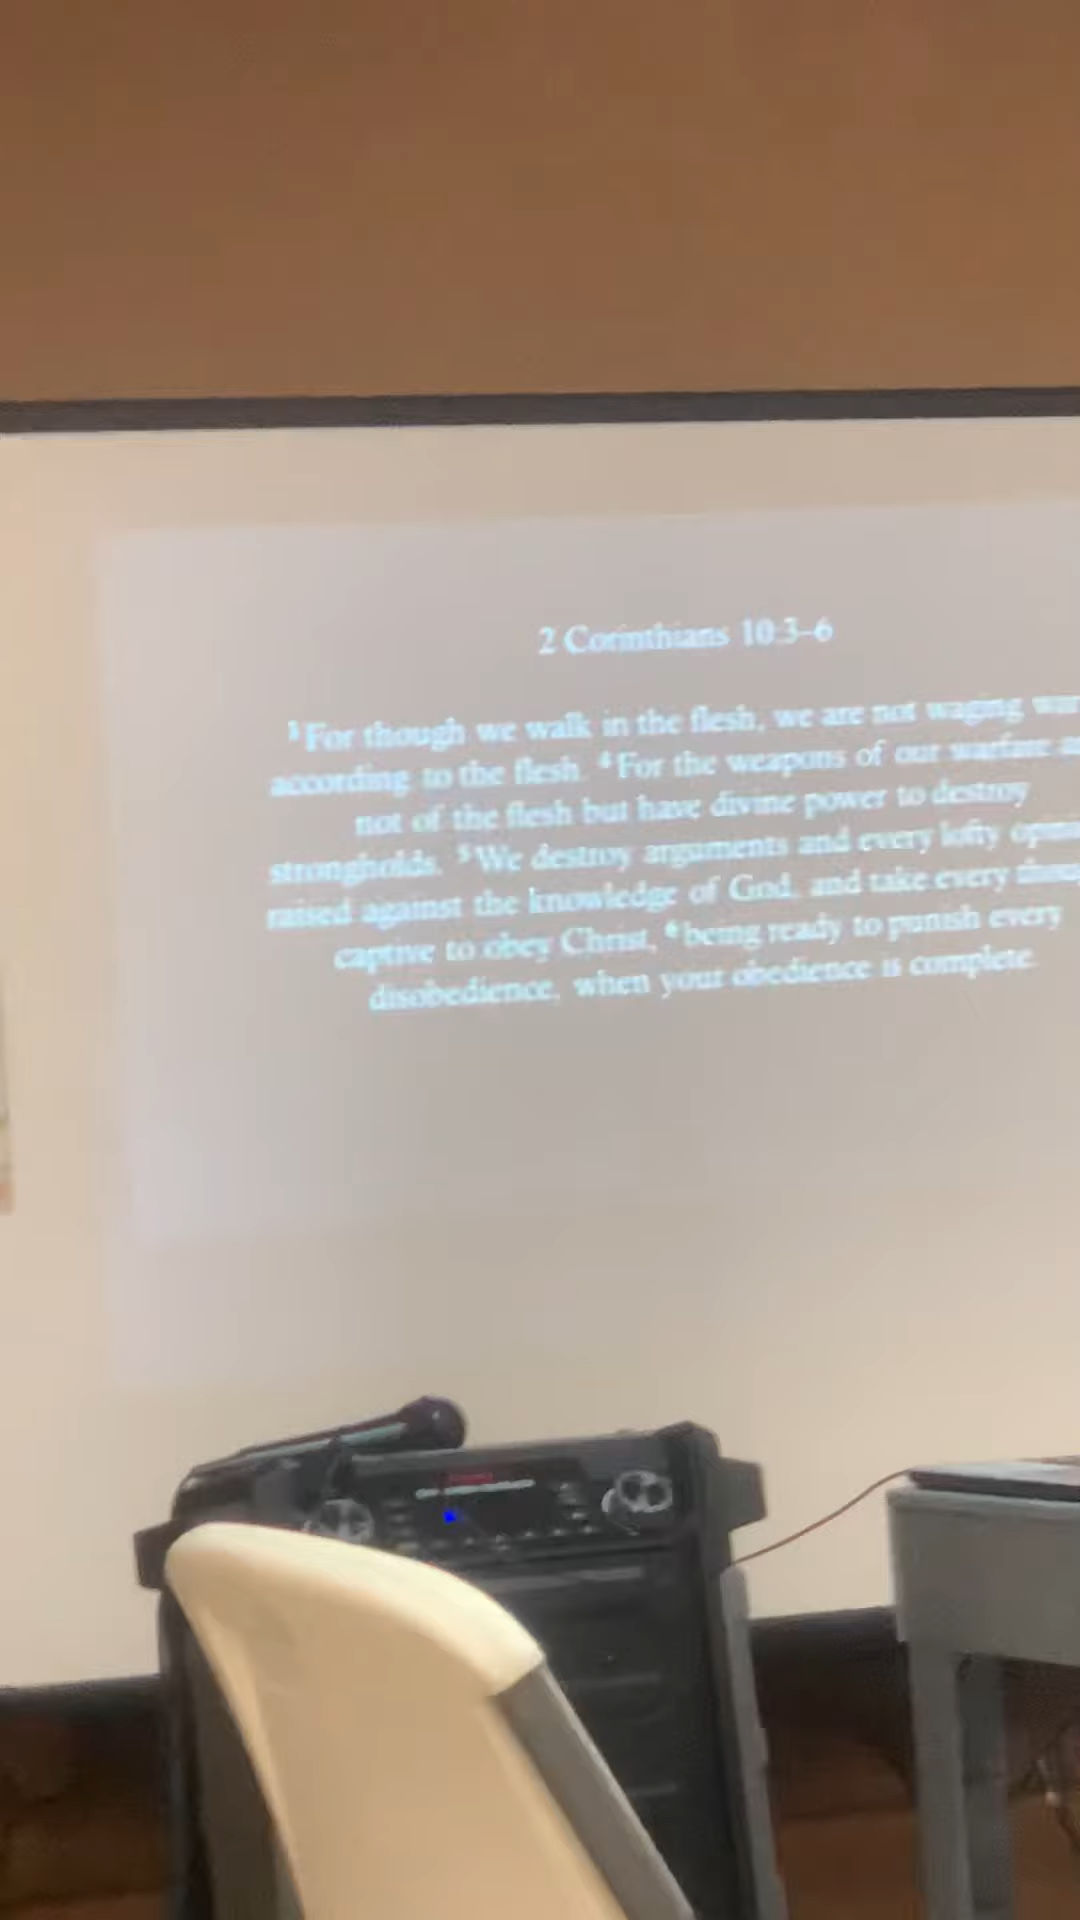 2 Corinthians 10:3–6
³For though we walk in the flesh, we are not waging war
according to the flesh. ⁴For the weapons of our warfare
not of the flesh but have divine power to destroy
strongholds. ⁵We destroy arguments and every lofty
raised against the knowledge of God, and take every
captive to obey Christ, ⁶being ready to punish every
disobedience, when your obedience is complete.